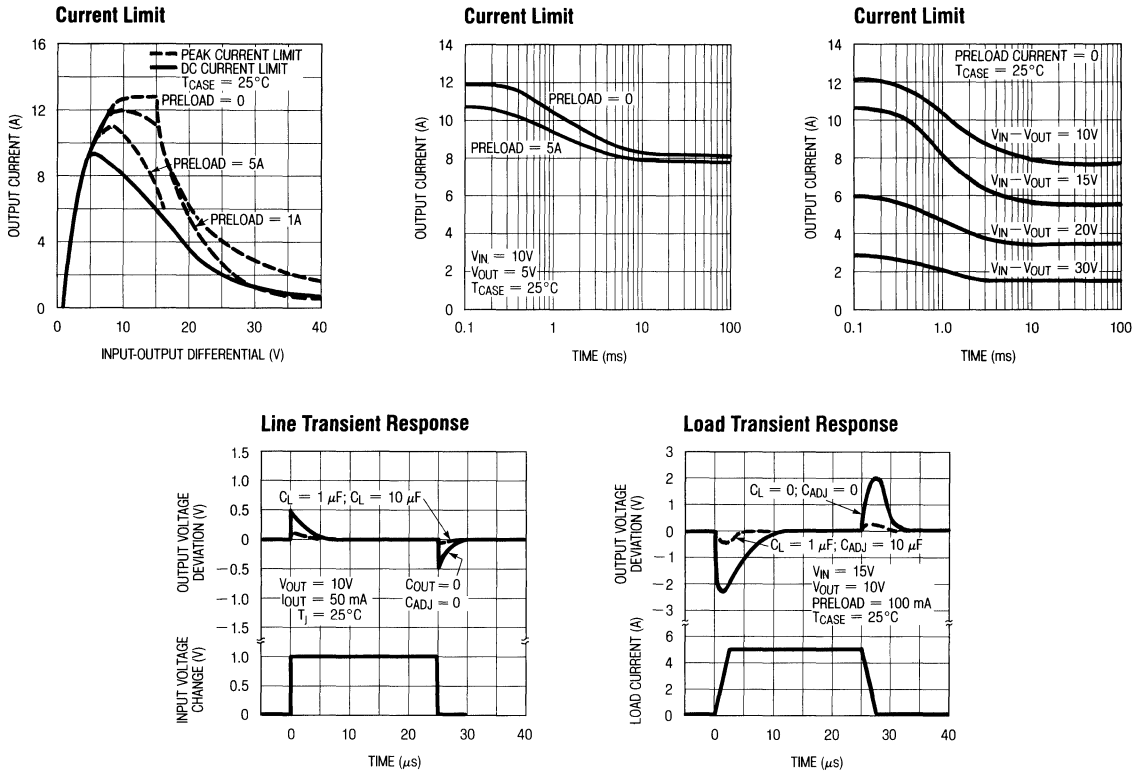 Current Limit
16
14
12
10
8
6
4
2
0
OUTPUT CURRENT (A)
PEAK CURRENT LIMIT
DC CURRENT LIMIT
TCASE = 25°C
PRELOAD = 0
PRELOAD = 5A
PRELOAD = 1A
0 10 20 30 40
INPUT-OUTPUT DIFFERENTIAL (V)
Current Limit
14
12
10
8
6
4
2
0
OUTPUT CURRENT (A)
PRELOAD = 0
PRELOAD = 5A
VIN = 10V
VOUT = 5V
TCASE = 25°C
0.1 1 10 100
TIME (ms)
Current Limit
14
12
10
8
6
4
2
0
OUTPUT CURRENT (A)
PRELOAD CURRENT = 0
TCASE = 25°C
VIN−VOUT = 10V
VIN−VOUT = 15V
VIN−VOUT = 20V
VIN−VOUT = 30V
0.1 1.0 10 100
TIME (ms)
Line Transient Response
1.5
1.0
0.5
0
−0.5
−1.0
−1.5
OUTPUT VOLTAGE
DEVIATION (V)
CL = 1 μF; CL = 10 μF
VOUT = 10V
IOUT = 50 mA
TJ = 25°C
COUT = 0
CADJ = 0
1.0
0.5
0
INPUT VOLTAGE
CHANGE (V)
0 10 20 30 40
TIME (μs)
Load Transient Response
3
2
1
0
−1
−2
−3
OUTPUT VOLTAGE
DEVIATION (V)
CL = 0; CADJ = 0
CL = 1 μF; CADJ = 10 μF
VIN = 15V
VOUT = 10V
PRELOAD = 100 mA
TCASE = 25°C
6
4
2
0
LOAD CURRENT (A)
0 10 20 30 40
TIME (μs)